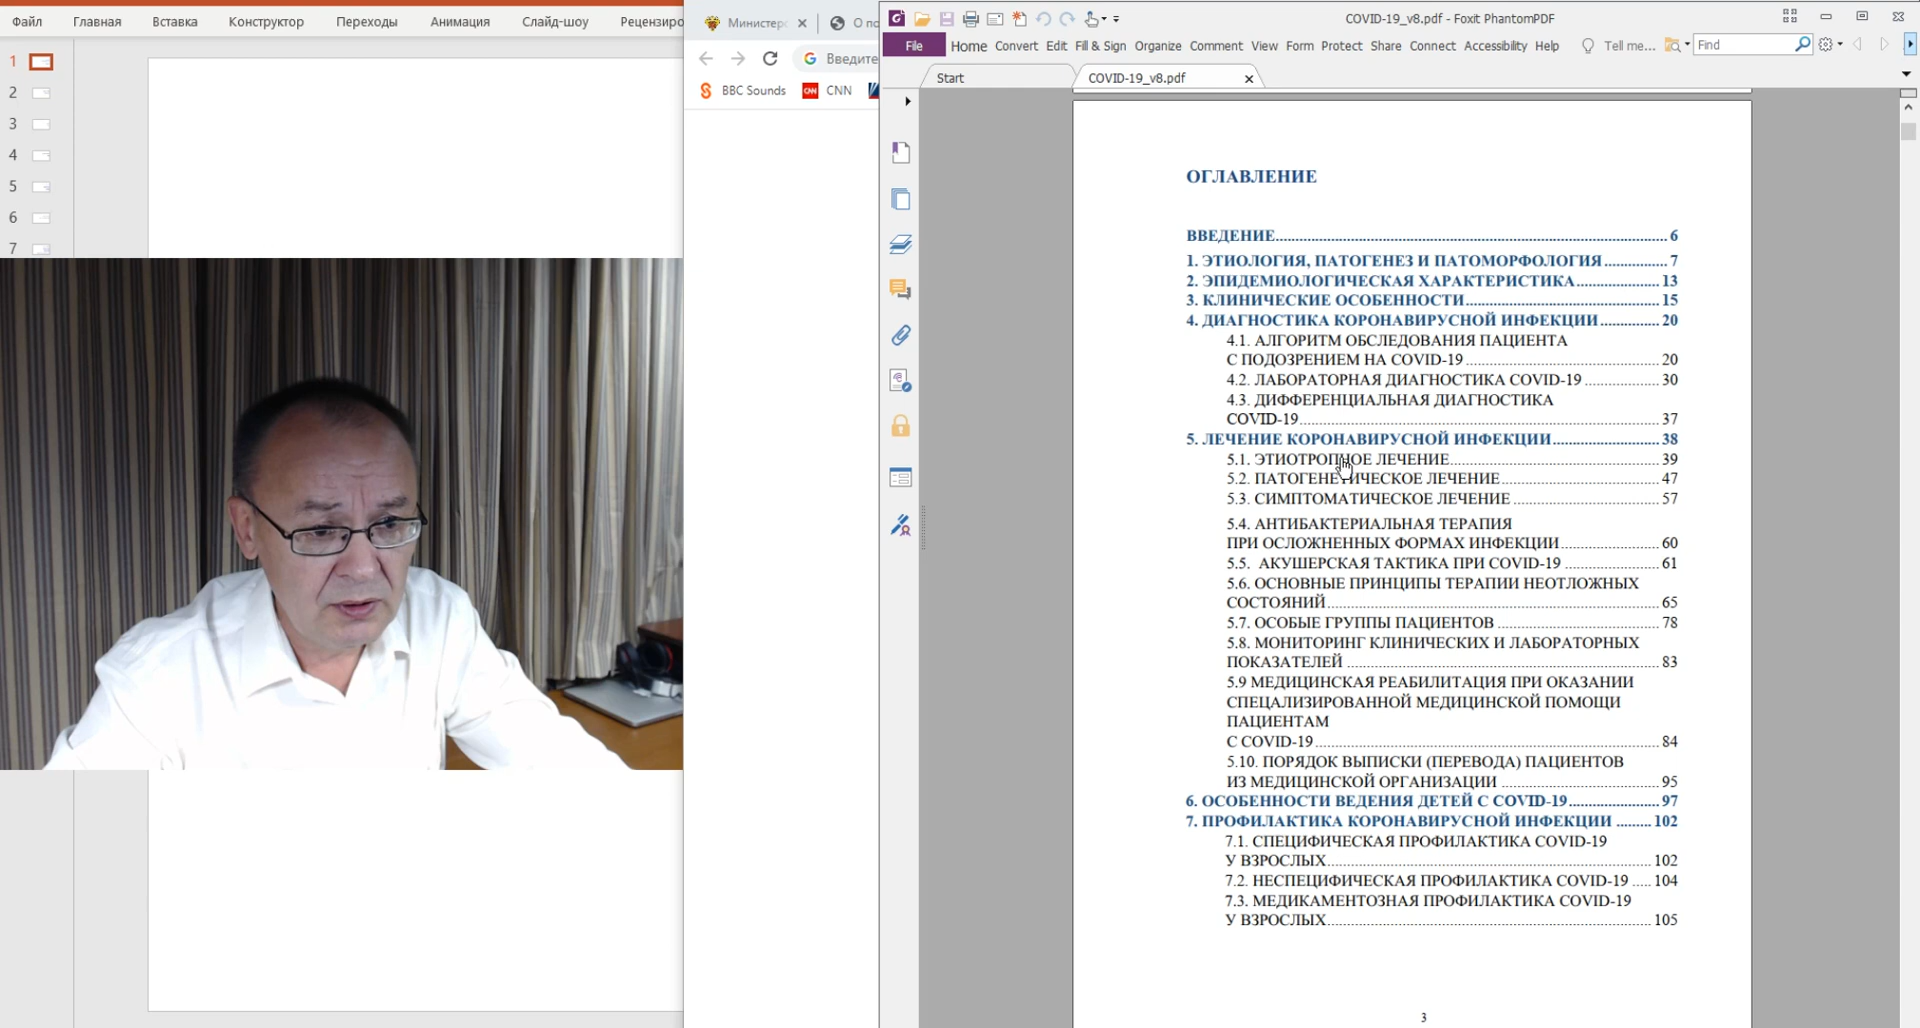 Файл Главная Вставка Конструктор Переходы Анимация Слайд-шоу Рецензиро
1
2
3
4
5
6
7
Министерс
О по
Введите
BBC Sounds CNN
COVID-19_v8.pdf - Foxit PhantomPDF
File Home Convert Edit Fill & Sign Organize Comment View Form Protect Share Connect Accessibility Help Tell me... Find
Start COVID-19_v8.pdf
ОГЛАВЛЕНИЕ
ВВЕДЕНИЕ 6
1. ЭТИОЛОГИЯ, ПАТОГЕНЕЗ И ПАТОМОРФОЛОГИЯ 7
2. ЭПИДЕМИОЛОГИЧЕСКАЯ ХАРАКТЕРИСТИКА 13
3. КЛИНИЧЕСКИЕ ОСОБЕННОСТИ 15
4. ДИАГНОСТИКА КОРОНАВИРУСНОЙ ИНФЕКЦИИ 20
4.1. АЛГОРИТМ ОБСЛЕДОВАНИЯ ПАЦИЕНТА
С ПОДОЗРЕНИЕМ НА COVID-19 20
4.2. ЛАБОРАТОРНАЯ ДИАГНОСТИКА COVID-19 30
4.3. ДИФФЕРЕНЦИАЛЬНАЯ ДИАГНОСТИКА
COVID-19 37
5. ЛЕЧЕНИЕ КОРОНАВИРУСНОЙ ИНФЕКЦИИ 38
5.1. ЭТИОТРОПНОЕ ЛЕЧЕНИЕ 39
5.2. ПАТОГЕНЕТИЧЕСКОЕ ЛЕЧЕНИЕ 47
5.3. СИМПТОМАТИЧЕСКОЕ ЛЕЧЕНИЕ 57
5.4. АНТИБАКТЕРИАЛЬНАЯ ТЕРАПИЯ
ПРИ ОСЛОЖНЕННЫХ ФОРМАХ ИНФЕКЦИИ 60
5.5. АКУШЕРСКАЯ ТАКТИКА ПРИ COVID-19 61
5.6. ОСНОВНЫЕ ПРИНЦИПЫ ТЕРАПИИ НЕОТЛОЖНЫХ
СОСТОЯНИЙ 65
5.7. ОСОБЫЕ ГРУППЫ ПАЦИЕНТОВ 78
5.8. МОНИТОРИНГ КЛИНИЧЕСКИХ И ЛАБОРАТОРНЫХ
ПОКАЗАТЕЛЕЙ 83
5.9 МЕДИЦИНСКАЯ РЕАБИЛИТАЦИЯ ПРИ ОКАЗАНИИ
СПЕЦАЛИЗИРОВАННОЙ МЕДИЦИНСКОЙ ПОМОЩИ
ПАЦИЕНТАМ
С COVID-19 84
5.10. ПОРЯДОК ВЫПИСКИ (ПЕРЕВОДА) ПАЦИЕНТОВ
ИЗ МЕДИЦИНСКОЙ ОРГАНИЗАЦИИ 95
6. ОСОБЕННОСТИ ВЕДЕНИЯ ДЕТЕЙ С COVID-19 97
7. ПРОФИЛАКТИКА КОРОНАВИРУСНОЙ ИНФЕКЦИИ 102
7.1. СПЕЦИФИЧЕСКАЯ ПРОФИЛАКТИКА COVID-19
У ВЗРОСЛЫХ 102
7.2. НЕСПЕЦИФИЧЕСКАЯ ПРОФИЛАКТИКА COVID-19 104
7.3. МЕДИКАМЕНТОЗНАЯ ПРОФИЛАКТИКА COVID-19
У ВЗРОСЛЫХ 105
3